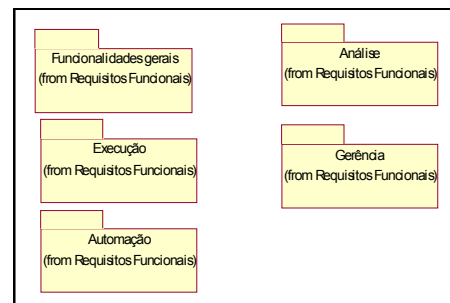 Funcionalidades gerais
(from Requisitos Funcionais)
Execução
(from Requisitos Funcionais)
Automação
(from Requisitos Funcionais)
Análise
(from Requisitos Funcionais)
Gerência
(from Requisitos Funcionais)